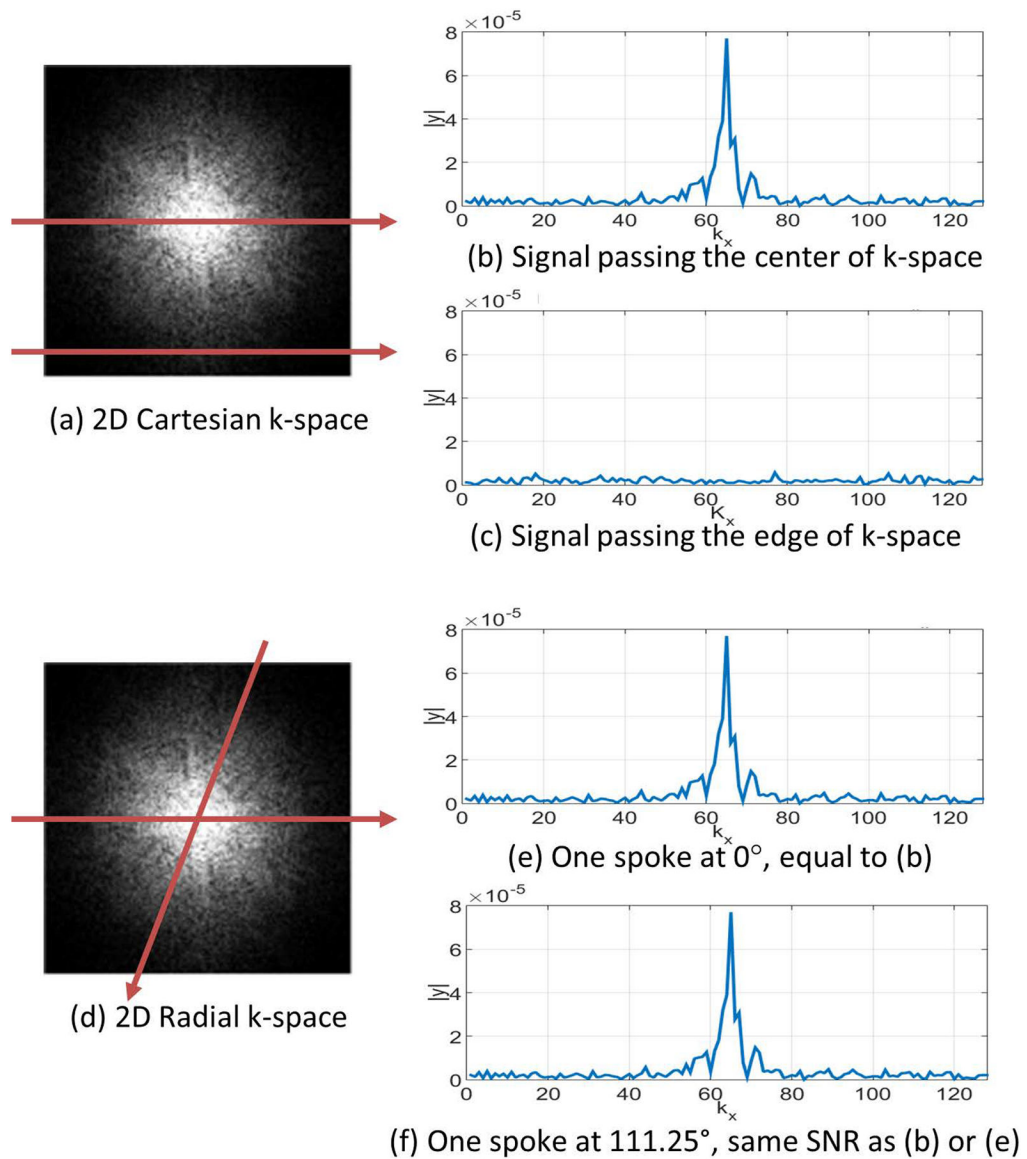 ×10⁻⁵
8
6
4
2
0
|y|
0 20 40 60 80 100 120
kₓ
(b) Signal passing the center of k-space
(a) 2D Cartesian k-space
×10⁻⁵
8
6
4
2
0
|y|
0 20 40 60 80 100 120
Kₓ
(c) Signal passing the edge of k-space
×10⁻⁵
8
6
4
2
0
|y|
0 20 40 60 80 100 120
kₓ
(e) One spoke at 0°, equal to (b)
(d) 2D Radial k-space
×10⁻⁵
8
6
4
2
0
|y|
0 20 40 60 80 100 120
kₓ
(f) One spoke at 111.25°, same SNR as (b) or (e)